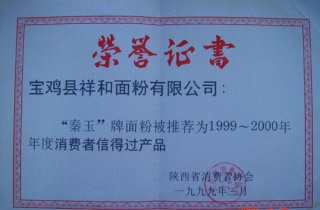 荣誉证书
宝鸡县祥和面粉有限公司：
“秦玉”牌面粉被推荐为1999～2000年
年度消费者信得过产品
陕西省消费者协会
一九九九年三月